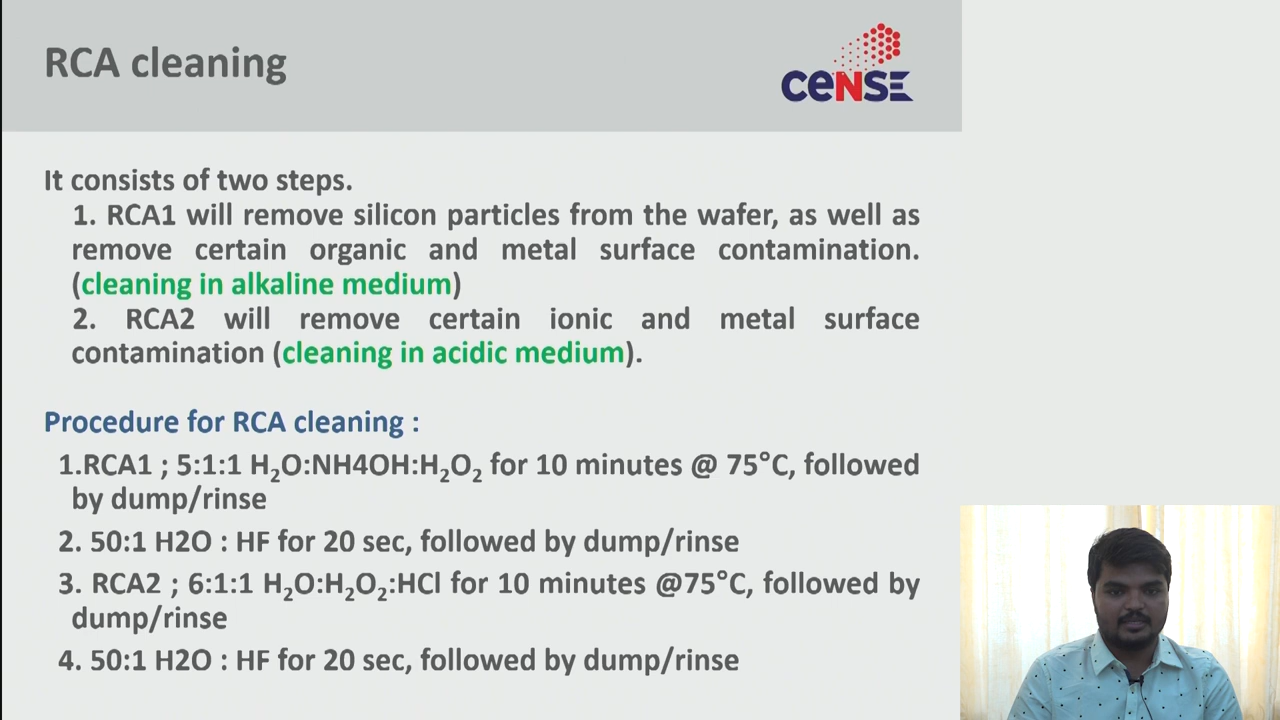 RCA cleaning
CeNSE
It consists of two steps.
1. RCA1 will remove silicon particles from the wafer, as well as
remove certain organic and metal surface contamination.
(cleaning in alkaline medium)
2. RCA2 will remove certain ionic and metal surface
contamination (cleaning in acidic medium).
Procedure for RCA cleaning :
1.RCA1 ; 5:1:1 H₂O:NH4OH:H₂O₂ for 10 minutes @ 75°C, followed
by dump/rinse
2. 50:1 H2O : HF for 20 sec, followed by dump/rinse
3. RCA2 ; 6:1:1 H₂O:H₂O₂:HCl for 10 minutes @75°C, followed by
dump/rinse
4. 50:1 H2O : HF for 20 sec, followed by dump/rinse